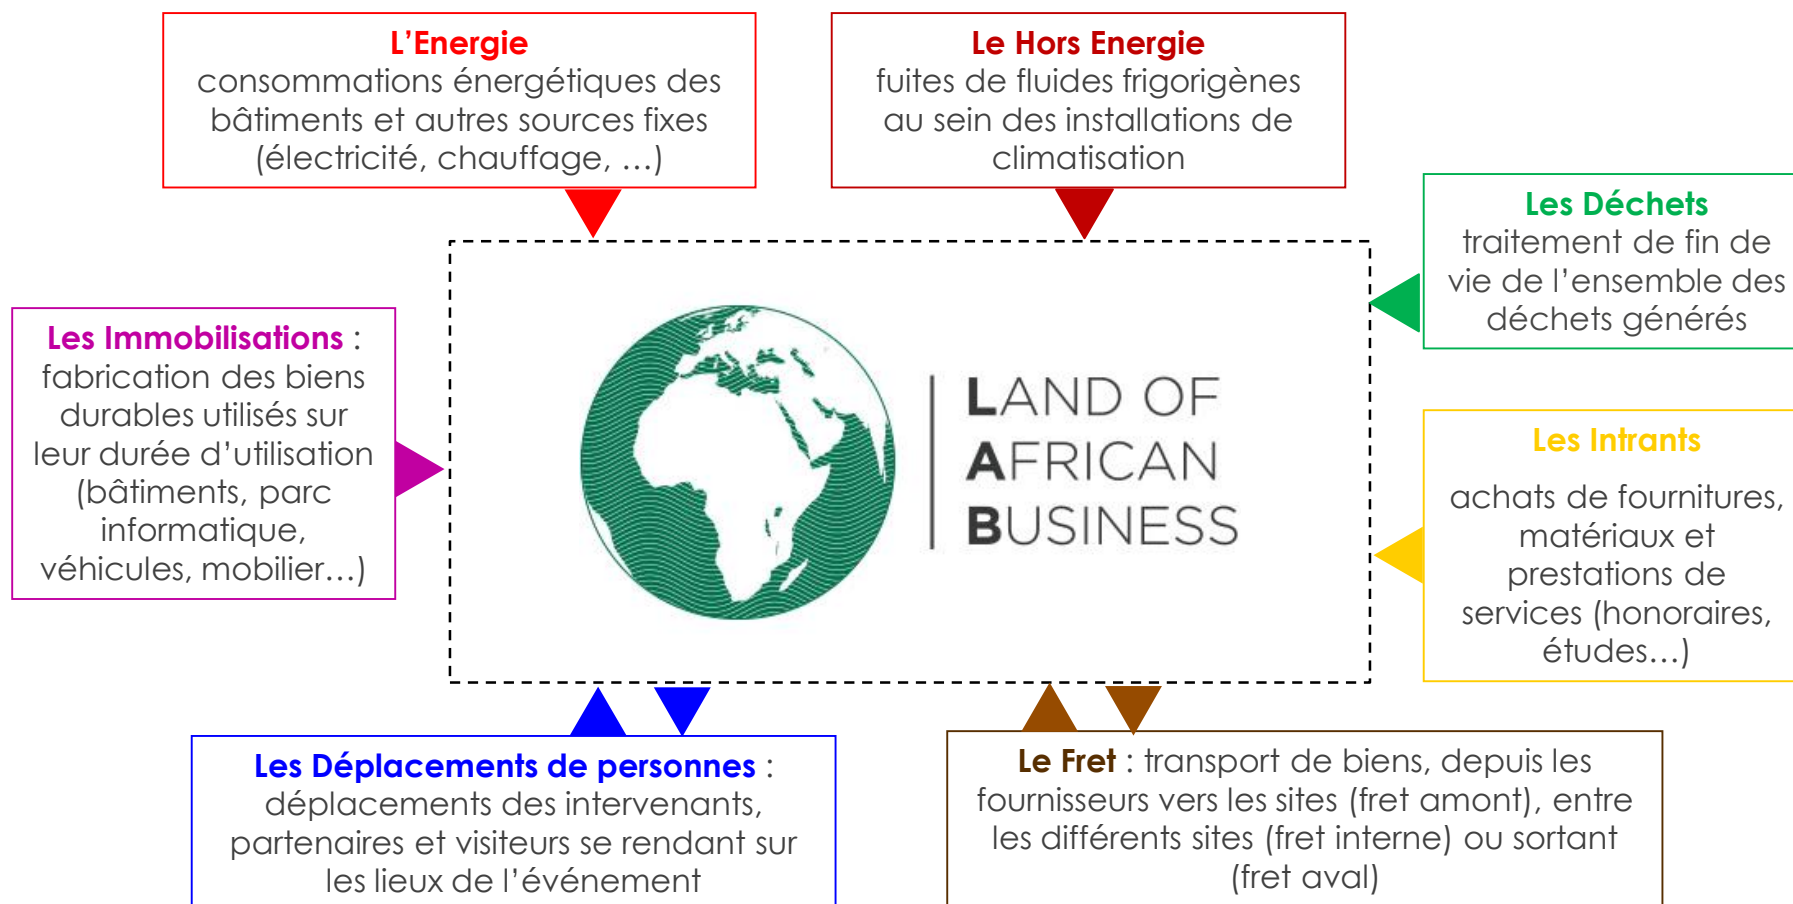 L’Energie
consommations énergétiques des
bâtiments et autres sources fixes
(électricité, chauffage, …)
Le Hors Energie
fuites de fluides frigorigènes
au sein des installations de
climatisation
Les Déchets
traitement de fin de
vie de l’ensemble des
déchets générés
Les Immobilisations :
fabrication des biens
durables utilisés sur
leur durée d’utilisation
(bâtiments, parc
informatique,
véhicules, mobilier…)
LAND OF
AFRICAN
BUSINESS
Les Intrants
achats de fournitures,
matériaux et
prestations de
services (honoraires,
études…)
Les Déplacements de personnes :
déplacements des intervenants,
partenaires et visiteurs se rendant sur
les lieux de l’événement
Le Fret : transport de biens, depuis les
fournisseurs vers les sites (fret amont), entre
les différents sites (fret interne) ou sortant
(fret aval)